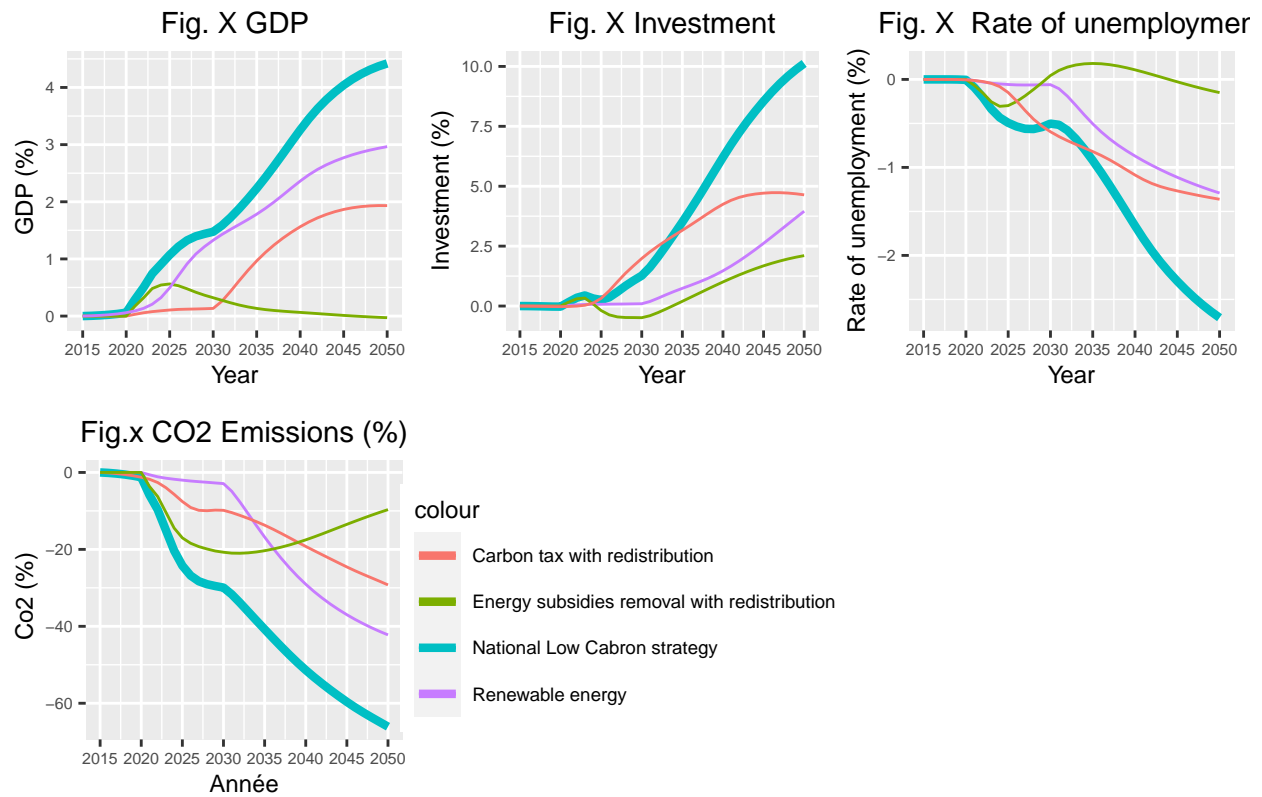 Fig. X GDP
GDP (%)
4
3
2
1
0
2015 2020 2025 2030 2035 2040 2045 2050
Year
Fig. X Investment
Investment (%)
10.0
7.5
5.0
2.5
0.0
2015 2020 2025 2030 2035 2040 2045 2050
Year
Fig. X Rate of unemploymer
Rate of unemployment (%)
0
−1
−2
2015 2020 2025 2030 2035 2040 2045 2050
Year
Fig.x CO2 Emissions (%)
Co2 (%)
0
−20
−40
−60
2015 2020 2025 2030 2035 2040 2045 2050
Année
colour
Carbon tax with redistribution
Energy subsidies removal with redistribution
National Low Cabron strategy
Renewable energy